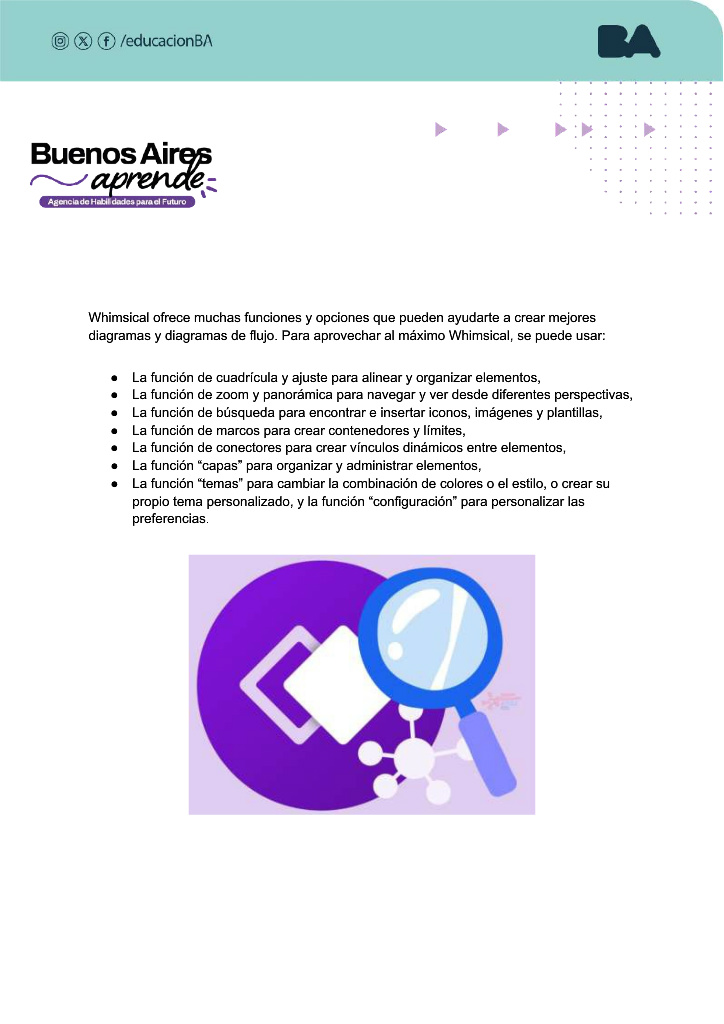 /educacionBA
BA
Buenos Aires
aprende
Agencia de Habilidades para el Futuro
Whimsical ofrece muchas funciones y opciones que pueden ayudarte a crear mejores
diagramas y diagramas de flujo. Para aprovechar al máximo Whimsical, se puede usar:
● La función de cuadrícula y ajuste para alinear y organizar elementos,
● La función de zoom y panorámica para navegar y ver desde diferentes perspectivas,
● La función de búsqueda para encontrar e insertar iconos, imágenes y plantillas,
● La función de marcos para crear contenedores y límites,
● La función de conectores para crear vínculos dinámicos entre elementos,
● La función “capas” para organizar y administrar elementos,
● La función “temas” para cambiar la combinación de colores o el estilo, o crear su
propio tema personalizado, y la función “configuración” para personalizar las
preferencias.